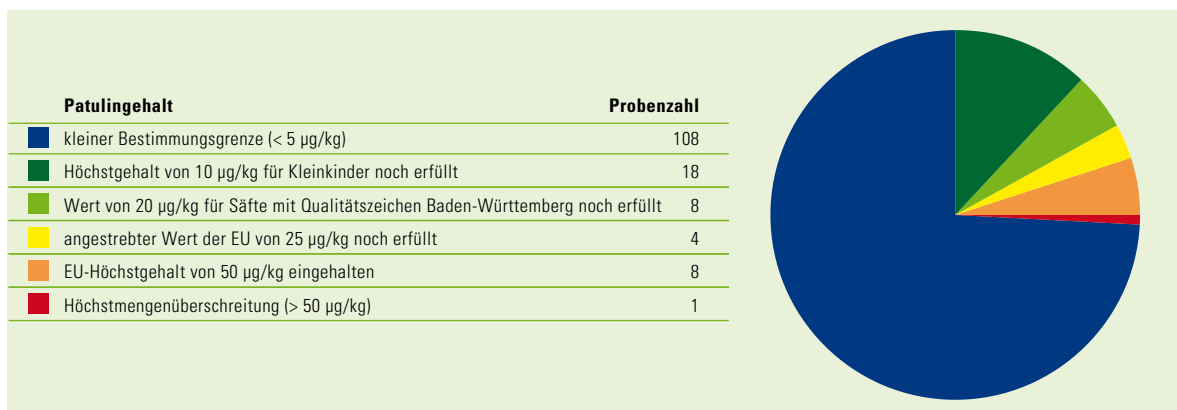 Patulingehalt Probenzahl
kleiner Bestimmungsgrenze (< 5 µg/kg) 108
Höchstgehalt von 10 µg/kg für Kleinkinder noch erfüllt 18
Wert von 20 µg/kg für Säfte mit Qualitätszeichen Baden-Württemberg noch erfüllt 8
angestrebter Wert der EU von 25 µg/kg noch erfüllt 4
EU-Höchstgehalt von 50 µg/kg eingehalten 8
Höchstmengenüberschreitung (> 50 µg/kg) 1